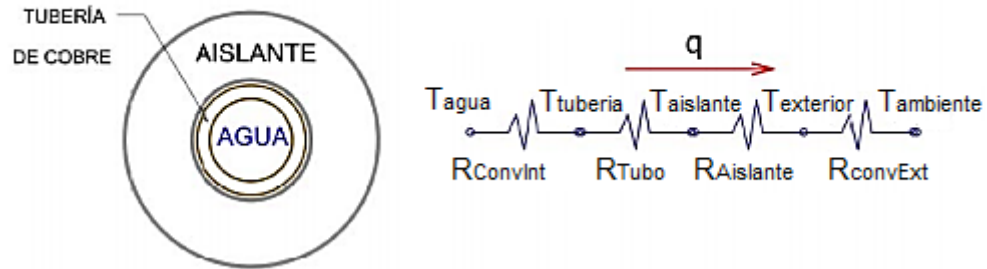 TUBERÍA
DE COBRE
AISLANTE
AGUA
q
Tagua Ttuberia Taislante Texterior Tambiente
RConvInt RTubo RAislante RconvExt